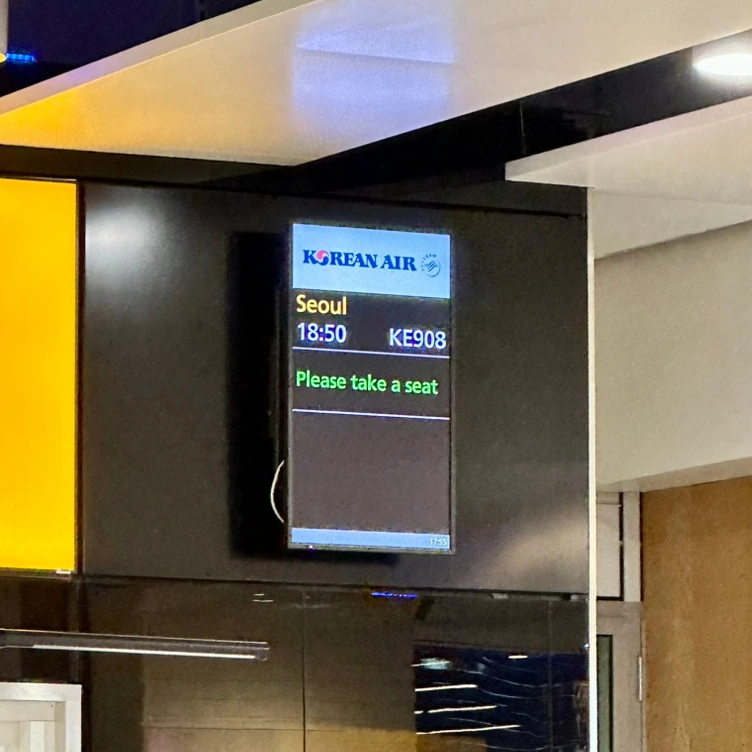 KOREAN AIR
Seoul
18:50 KE908
Please take a seat
17:55